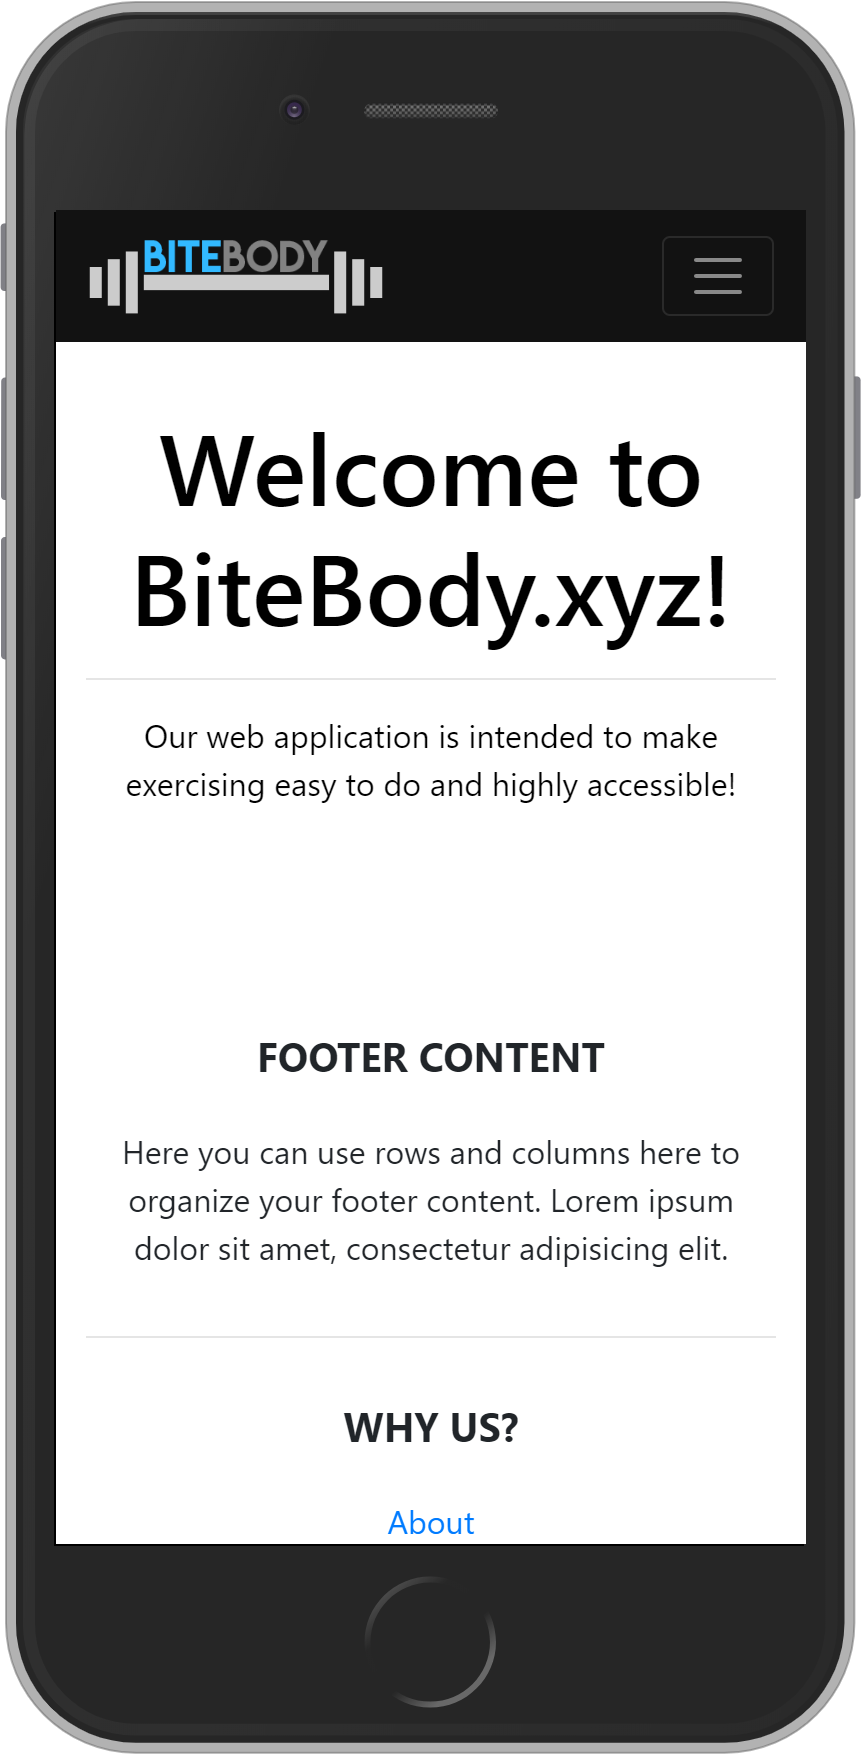 BITEBODY
Welcome to
BiteBody.xyz!
Our web application is intended to make
exercising easy to do and highly accessible!
FOOTER CONTENT
Here you can use rows and columns here to
organize your footer content. Lorem ipsum
dolor sit amet, consectetur adipisicing elit.
WHY US?
About